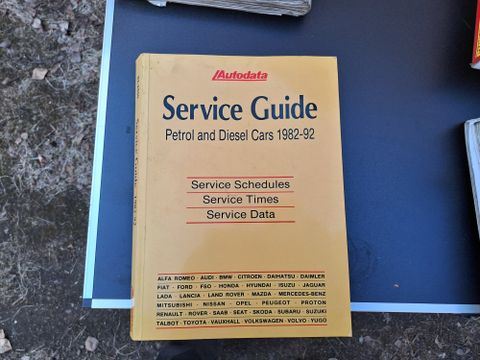 Autodata
Service Guide
Petrol and Diesel Cars 1982-92
Service Schedules
Service Times
Service Data
ALFA ROMEO · AUDI · BMW · CITROEN · DAIHATSU · DAIMLER
FIAT · FORD · FSO · HONDA · HYUNDAI · ISUZU · JAGUAR
LADA · LANCIA · LAND ROVER · MAZDA · MERCEDES-BENZ
MITSUBISHI · NISSAN · OPEL · PEUGEOT · PROTON
RENAULT · ROVER · SAAB · SEAT · SKODA · SUBARU · SUZUKI
TALBOT · TOYOTA · VAUXHALL · VOLKSWAGEN · VOLVO · YUGO